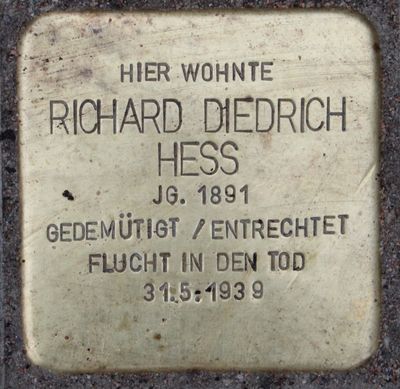 HIER WOHNTE
RICHARD DIEDRICH
HESS
JG. 1891
GEDEMÜTIGT / ENTRECHTET
FLUCHT IN DEN TOD
31.5.1939